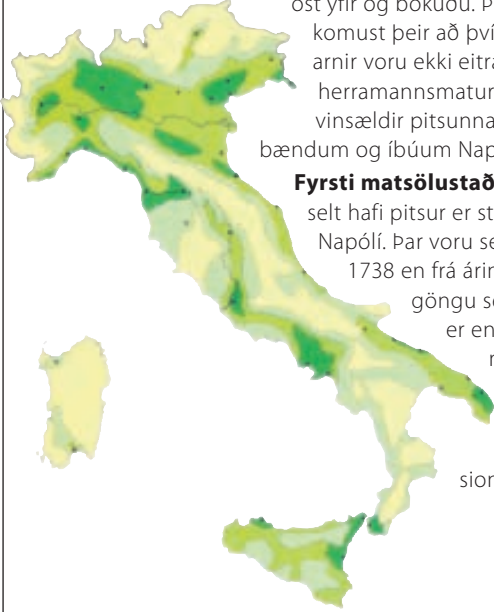 ost yfir og bökuðu. Þ
komust þeir að því
arnir voru ekki eitra
herramannsmatur
vinsældir pitsunna
bændum og íbúum Nap
Fyrsti matsölustað
selt hafi pitsur er st
Napólí. Þar voru se
1738 en frá árin
göngu se
er en
sion